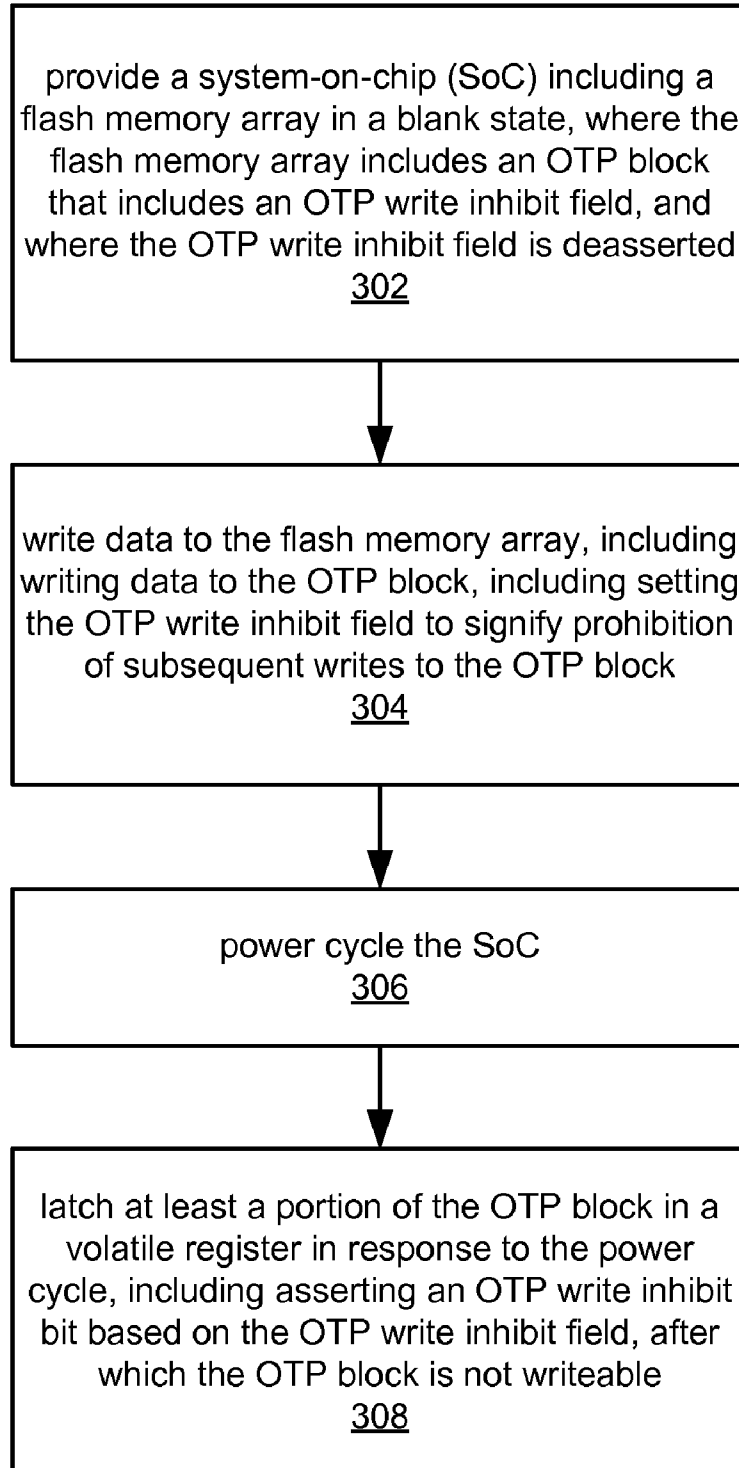 provide a system-on-chip (SoC) including a
flash memory array in a blank state, where the
flash memory array includes an OTP block
that includes an OTP write inhibit field, and
where the OTP write inhibit field is deasserted
302
write data to the flash memory array, including
writing data to the OTP block, including setting
the OTP write inhibit field to signify prohibition
of subsequent writes to the OTP block
304
power cycle the SoC
306
latch at least a portion of the OTP block in a
volatile register in response to the power
cycle, including asserting an OTP write inhibit
bit based on the OTP write inhibit field, after
which the OTP block is not writeable
308